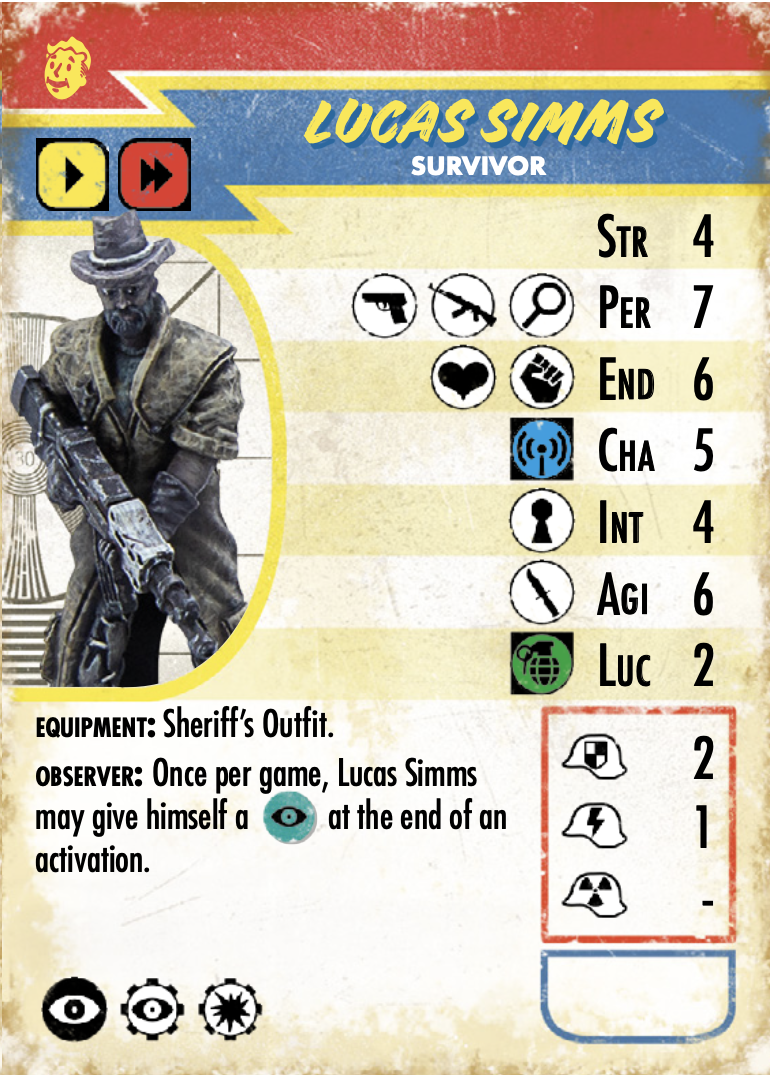 LUCAS SIMMS
SURVIVOR
STR 4
PER 7
END 6
CHA 5
INT 4
AGI 6
LUC 2
30
EQUIPMENT: Sheriff's Outfit.
OBSERVER: Once per game, Lucas Simms
may give himself a at the end of an
activation.
2
1
-